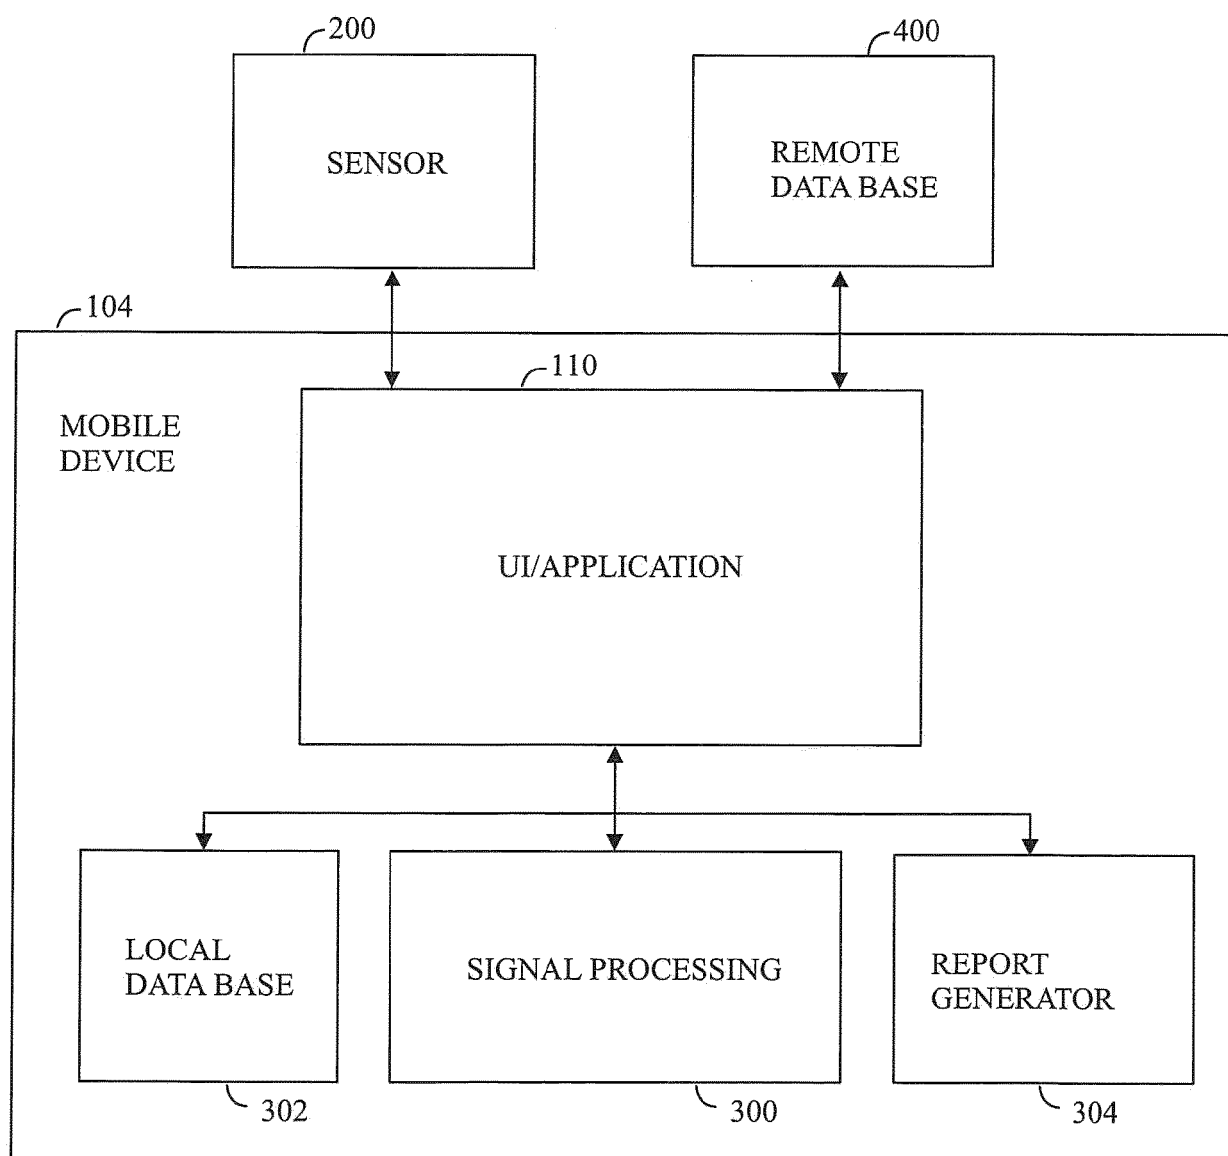 200
400
SENSOR
REMOTE
DATA BASE
104
110
MOBILE
DEVICE
UI/APPLICATION
LOCAL
DATA BASE
SIGNAL PROCESSING
REPORT
GENERATOR
302
300
304